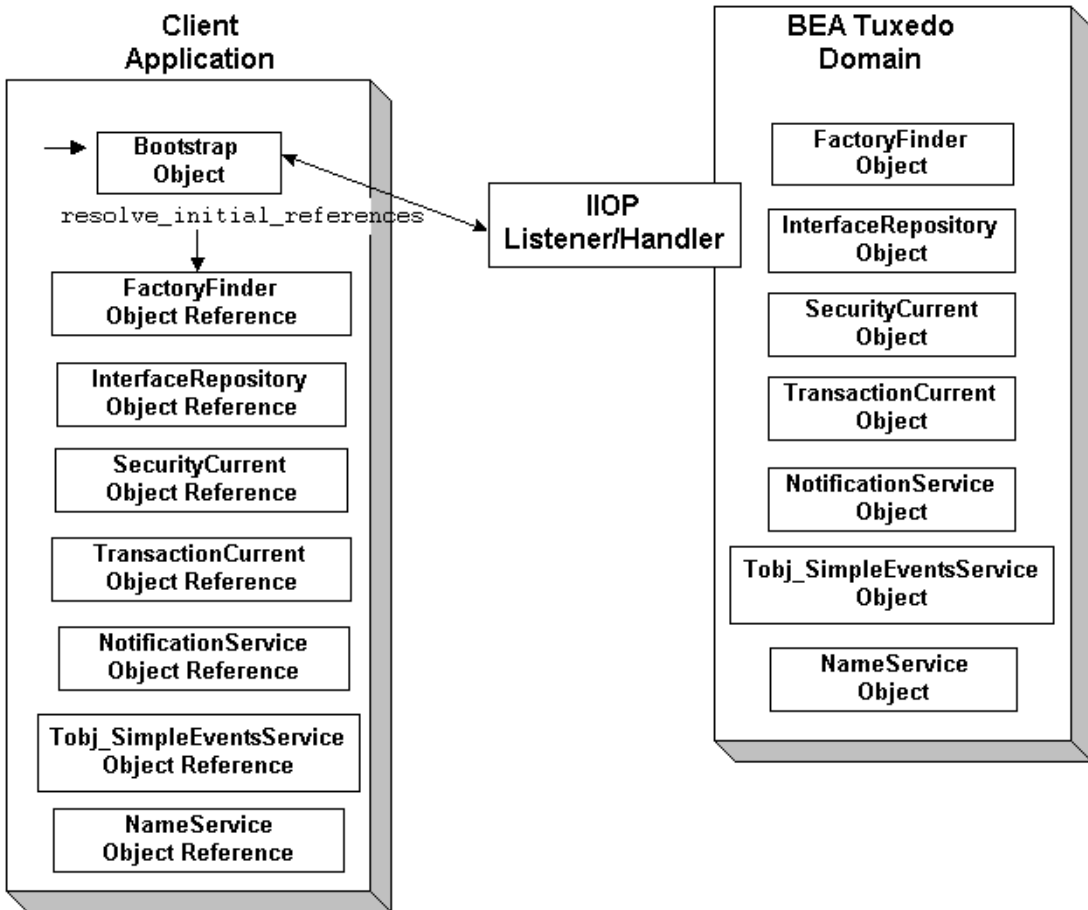 Client
Application
Bootstrap
Object
resolve_initial_references
FactoryFinder
Object Reference
InterfaceRepository
Object Reference
SecurityCurrent
Object Reference
TransactionCurrent
Object Reference
NotificationService
Object Reference
Tobj_SimpleEventsService
Object Reference
NameService
Object Reference
IIOP
Listener/Handler
BEA Tuxedo
Domain
FactoryFinder
Object
InterfaceRepository
Object
SecurityCurrent
Object
TransactionCurrent
Object
NotificationService
Object
Tobj_SimpleEventsService
Object
NameService
Object